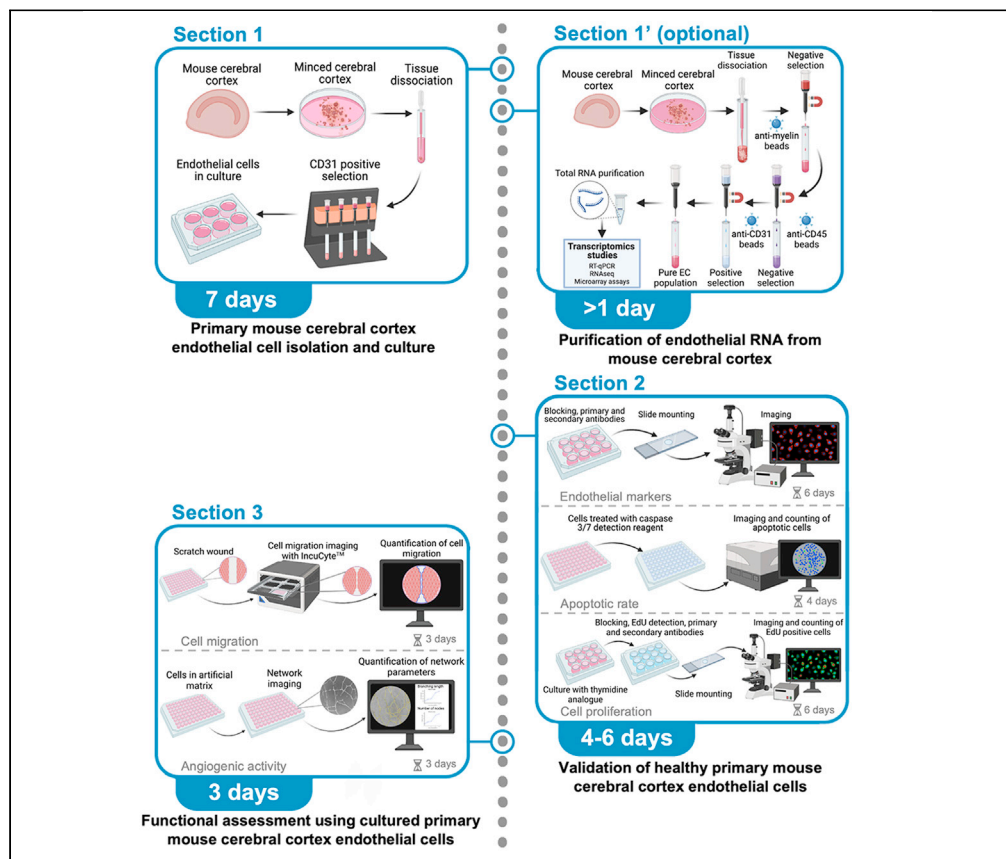 Section 1
Mouse cerebral
cortex
Minced cerebral
cortex
Tissue
dissociation
Endothelial cells
in culture
CD31 positive
selection
7 days
Primary mouse cerebral cortex
endothelial cell isolation and culture
Section 1' (optional)
Mouse cerebral
cortex
Minced cerebral
cortex
Tissue
dissociation
Negative
selection
anti-myelin
beads
Total RNA purification
Transcriptomics
studies
RT-qPCR
RNAseq
Microarray assays
anti-CD31
beads
anti-CD45
beads
Pure EC
population
Positive
selection
Negative
selection
>1 day
Purification of endothelial RNA from
mouse cerebral cortex
Section 2
Blocking, primary and
secondary antibodies
Slide mounting
Imaging
Endothelial markers
6 days
Cells treated with caspase
3/7 detection reagent
Imaging and counting of
apoptotic cells
Apoptotic rate
4 days
Blocking, EdU detection, primary
and secondary antibodies
Imaging and counting of
EdU positive cells
Culture with thymidine
analogue
Slide mounting
Cell proliferation
6 days
4-6 days
Validation of healthy primary mouse
cerebral cortex endothelial cells
Section 3
Scratch wound
Cell migration imaging
with IncuCyte™
Quantification of cell
migration
Cell migration
3 days
Cells in artificial
matrix
Network
imaging
Quantification of network
parameters
Branching length
Number of nodes
Angiogenic activity
3 days
3 days
Functional assessment using cultured primary
mouse cerebral cortex endothelial cells